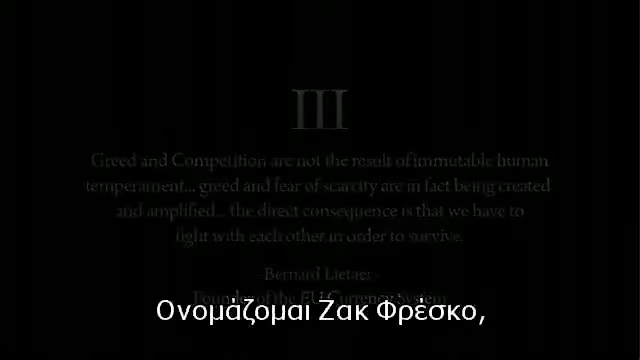 III
Greed and Competition are not the result of immutable human
temperament... greed and fear of scarcity are in fact being created
and amplified... the direct consequence is that we have to
fight with each other in order to survive.
-Bernard Lietaer-
Founder of the EU Currency System
Ονομάζομαι Ζακ Φρέσκο,